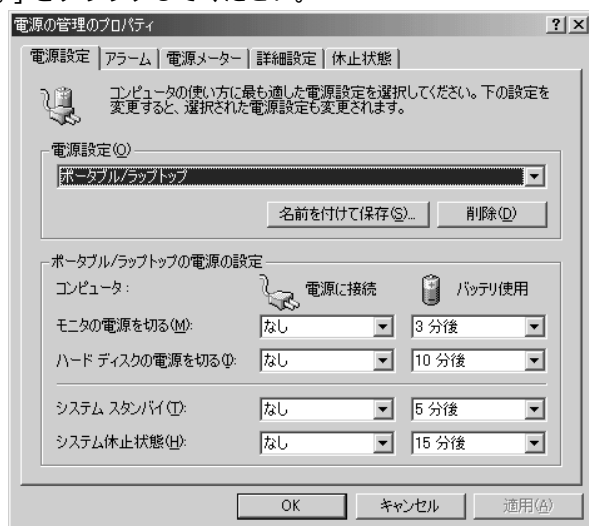 電源の管理のプロパティ
電源設定 アラーム 電源メーター 詳細設定 休止状態
コンピュータの使い方に最も適した電源設定を選択してください。下の設定を
変更すると、選択された電源設定も変更されます。
電源設定(O)
ポータブル/ラップトップ
名前を付けて保存(S)... 削除(D)
ポータブル/ラップトップの電源の設定
コンピュータ: 電源に接続 バッテリ使用
モニタの電源を切る(M): なし 3 分後
ハード ディスクの電源を切る(I): なし 10 分後
システム スタンバイ(T): なし 5 分後
システム休止状態(H): なし 15 分後
OK キャンセル 適用(A)